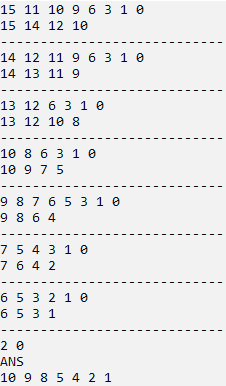 15 11 10 9 6 3 1 0
15 14 12 10
----------------------------
14 12 11 9 6 3 1 0
14 13 11 9
----------------------------
13 12 6 3 1 0
13 12 10 8
----------------------------
10 8 6 3 1 0
10 9 7 5
----------------------------
9 8 7 6 5 3 1 0
9 8 6 4
----------------------------
7 5 4 3 1 0
7 6 4 2
----------------------------
6 5 3 2 1 0
6 5 3 1
----------------------------
2 0
ANS
10 9 8 5 4 2 1